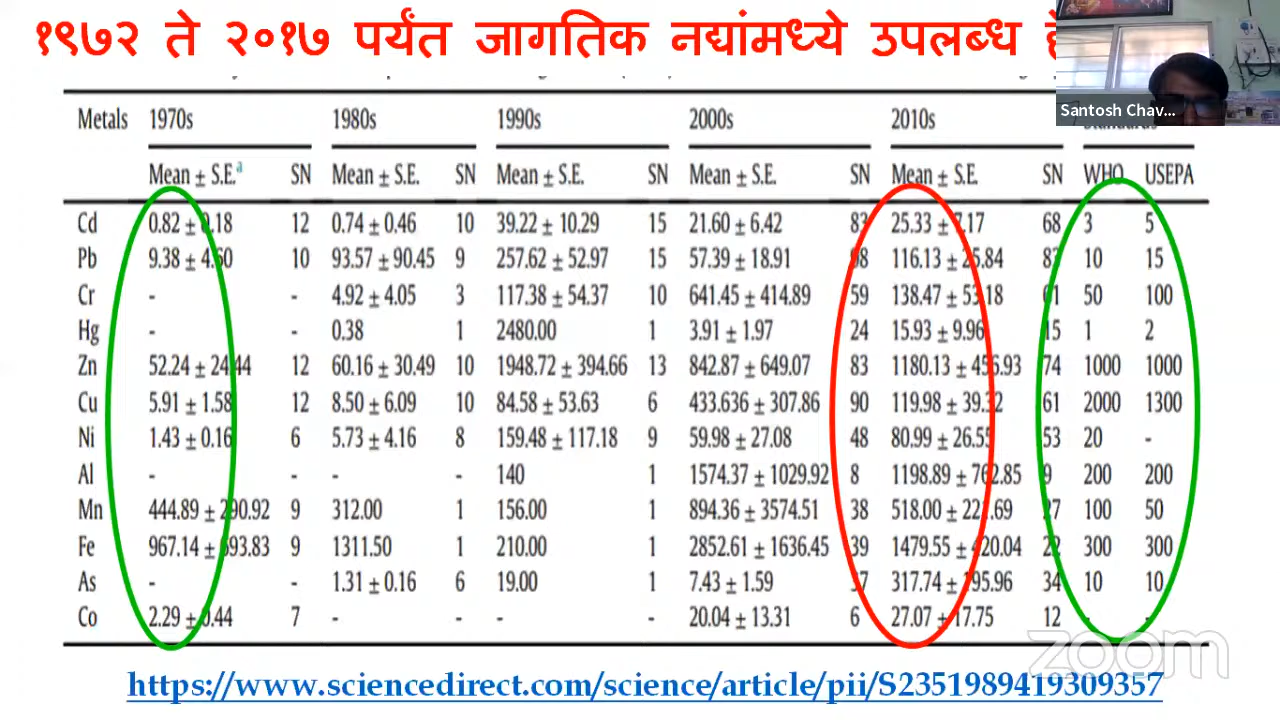 १९७२ ते २०१७ पर्यंत जागतिक नद्यांमध्ये उपलब्ध
Santosh Chav...
Metals 1970s 1980s 1990s 2000s 2010s Standards
Mean ± S.E.a SN Mean ± S.E. SN Mean ± S.E. SN Mean ± S.E. SN Mean ± S.E. SN WHO USEPA
Cd 0.82 ± 0.18 12 0.74 ± 0.46 10 39.22 ± 10.29 15 21.60 ± 6.42 83 25.33 ± 7.17 68 3 5
Pb 9.38 ± 4.60 10 93.57 ± 90.45 9 257.62 ± 52.97 15 57.39 ± 18.91 98 116.13 ± 25.84 10 15
Cr - - 4.92 ± 4.05 3 117.38 ± 54.37 10 641.45 ± 414.89 59 138.47 ± 53.18 61 50 100
Hg - - 0.38 1 2480.00 1 3.91 ± 1.97 24 15.93 ± 9.96 15 1 2
Zn 52.24 ± 24.44 12 60.16 ± 30.49 10 1948.72 ± 394.66 13 842.87 ± 649.07 83 1180.13 ± 456.93 74 1000 1000
Cu 5.91 ± 1.58 12 8.50 ± 6.09 10 84.58 ± 53.63 6 433.636 ± 307.86 90 119.98 ± 39.32 61 2000 1300
Ni 1.43 ± 0.16 6 5.73 ± 4.16 8 159.48 ± 117.18 9 59.98 ± 27.08 48 80.99 ± 26.55 53 20 -
Al - - - - 140 1 1574.37 ± 1029.92 8 1198.89 ± 762.85 9 200 200
Mn 444.89 ± 290.92 9 312.00 1 156.00 1 894.36 ± 3574.51 38 518.00 ± 221.69 27 100 50
Fe 967.14 ± 693.83 9 1311.50 1 210.00 1 2852.61 ± 1636.45 39 1479.55 ± 420.04 22 300 300
As - - 1.31 ± 0.16 6 19.00 1 7.43 ± 1.59 37 317.74 ± 195.96 34 10 10
Co 2.29 ± 0.44 7 - - - - 20.04 ± 13.31 6 27.07 ± 17.75 12 - -
zoom
https://www.sciencedirect.com/science/article/pii/S2351989419309357